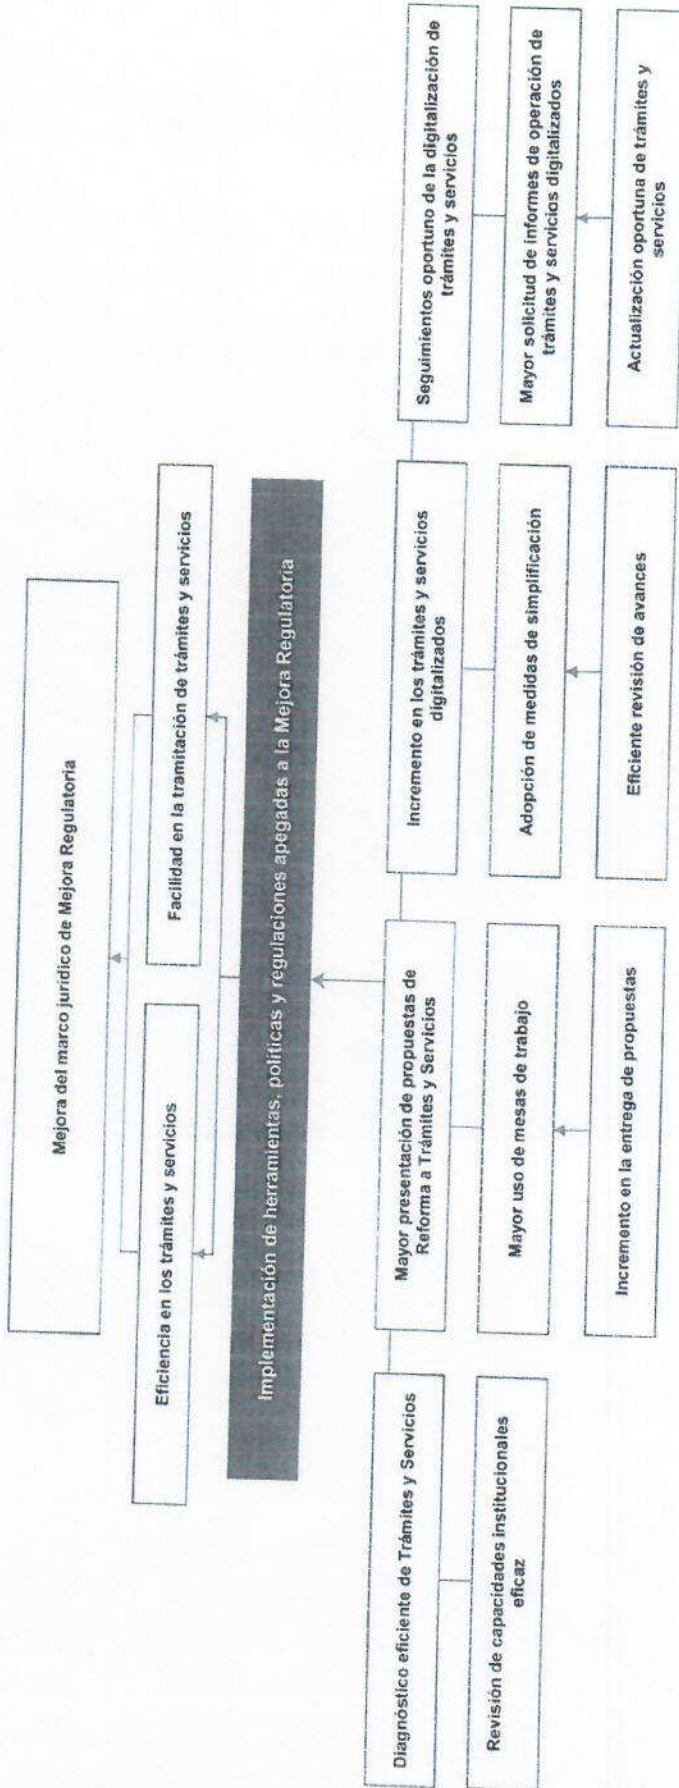 Mejora del marco jurídico de Mejora Regulatoria
Eficiencia en los trámites y servicios
Facilidad en la tramitación de trámites y servicios
Implementación de herramientas, políticas y regulaciones apegadas a la Mejora Regulatoria
Diagnóstico eficiente de Trámites y Servicios
Revisión de capacidades institucionales
eficaz
Mayor presentación de propuestas de
Reforma a Trámites y Servicios
Mayor uso de mesas de trabajo
Incremento en la entrega de propuestas
Incremento en los trámites y servicios
digitalizados
Adopción de medidas de simplificación
Eficiente revisión de avances
Seguimientos oportuno de la digitalización de
trámites y servicios
Mayor solicitud de informes de operación de
trámites y servicios digitalizados
Actualización oportuna de trámites y
servicios